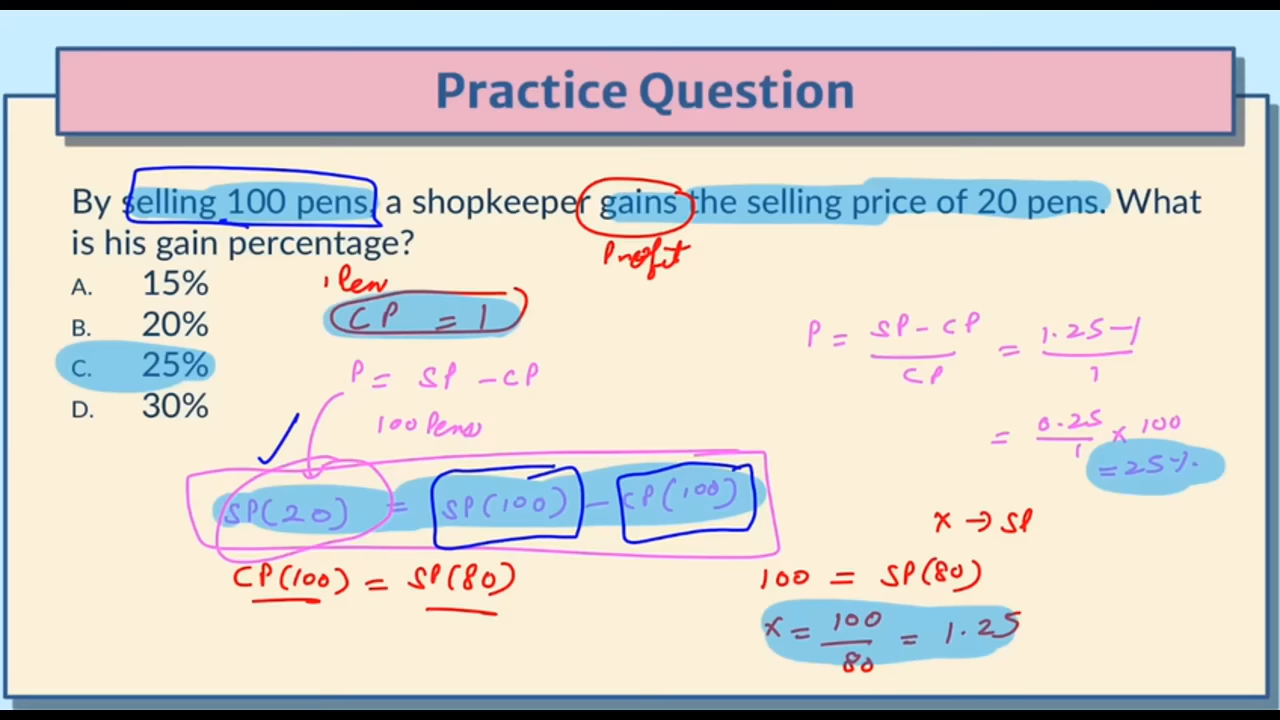 Practice Question
By selling 100 pens, a shopkeeper gains the selling price of 20 pens. What
is his gain percentage?
Profit
A. 15%
B. 20%
C. 25%
D. 30%
1 Pen
CP = 1
P = SP - CP
100 Pens
SP(20) = SP(100) - CP(100)
CP(100) = SP(80)
P = SP - CP / CP = 1.25 - 1 / 1
= 0.25 / 1 × 100
= 25%
x → SP
100 = SP(80)
x = 100 / 80 = 1.25